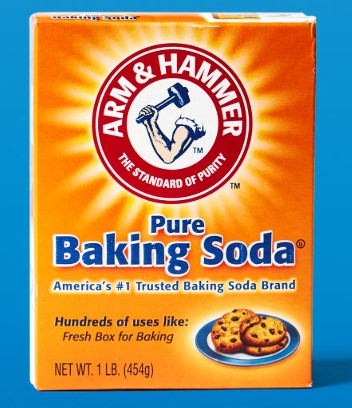 Baking Soda
ARM & HAMMER
TM
THE STANDARD OF PURITY
TM
Pure
Baking Soda
America's #1 Trusted Baking Soda Brand
Hundreds of uses like:
Fresh Box for Baking
NET WT. 1 LB. (454g)